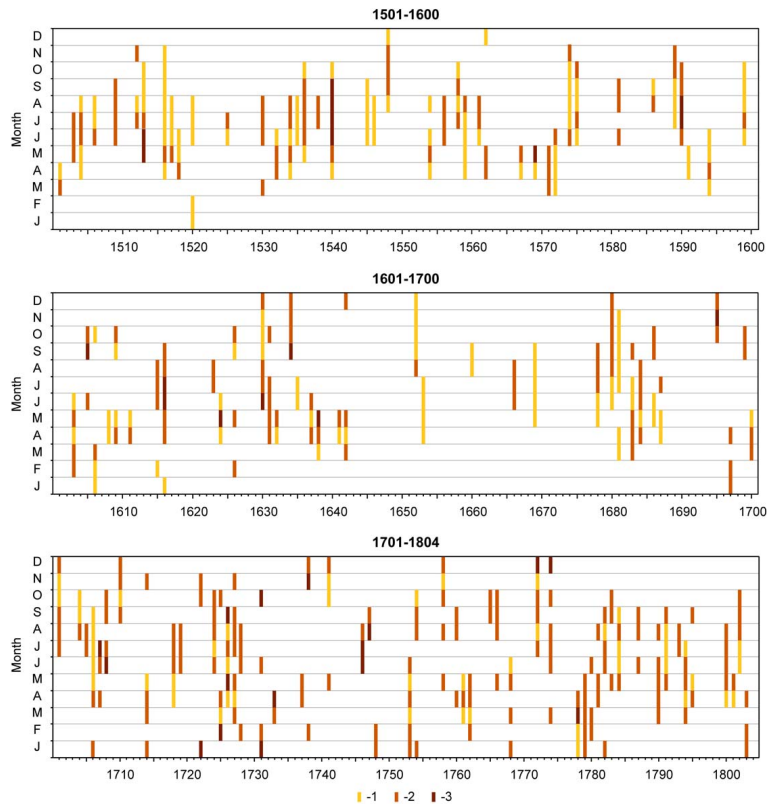 1501-1600
D
N
O
S
A
J
J
M
A
M
F
J
Month
1510 1520 1530 1540 1550 1560 1570 1580 1590 1600
1601-1700
D
N
O
S
A
J
J
M
A
M
F
J
Month
1610 1620 1630 1640 1650 1660 1670 1680 1690 1700
1701-1804
D
N
O
S
A
J
J
M
A
M
F
J
Month
1710 1720 1730 1740 1750 1760 1770 1780 1790 1800
-1 -2 -3